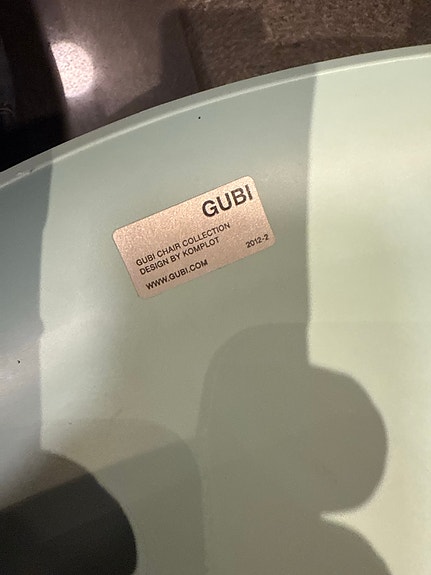 GUBI
GUBI CHAIR COLLECTION
DESIGN BY KOMPLOT
WWW.GUBI.COM 2012-2